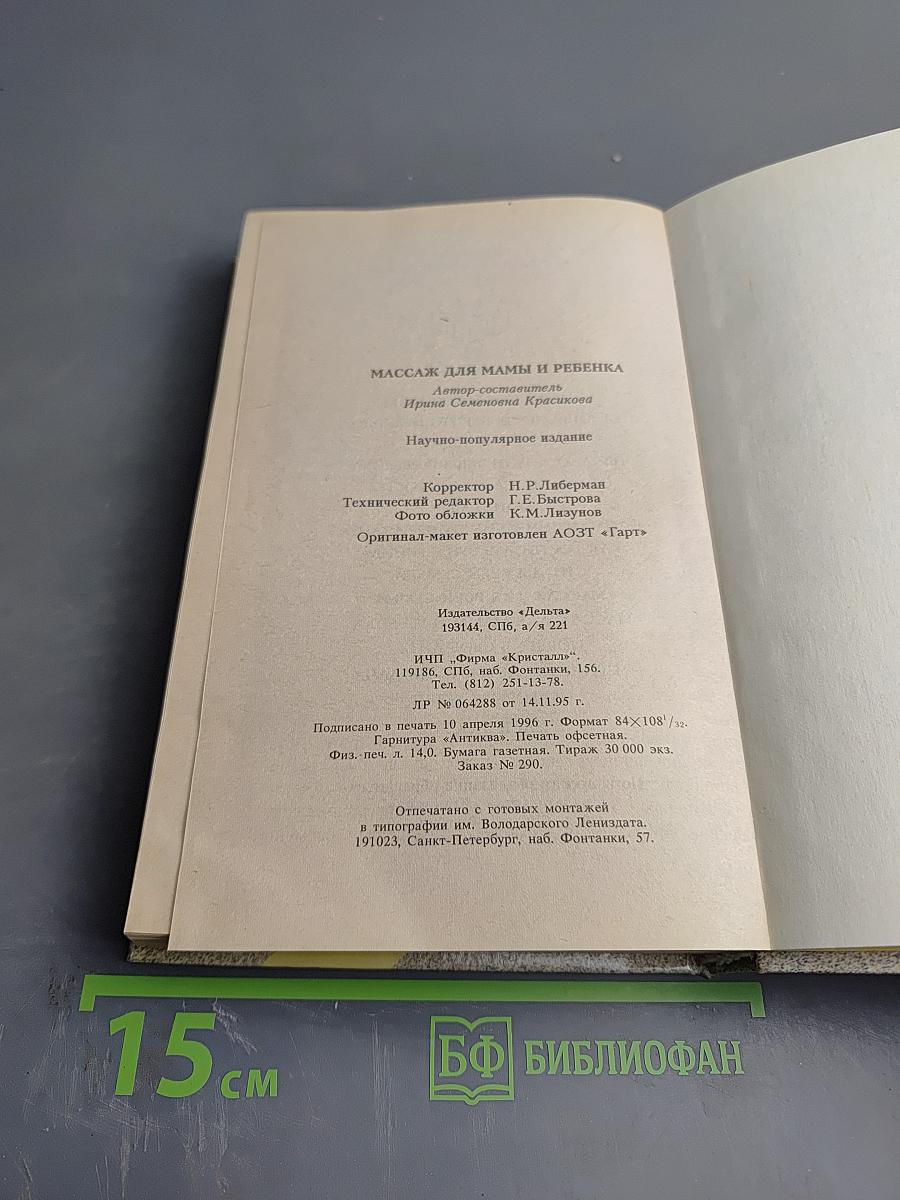 МАССАЖ ДЛЯ МАМЫ И РЕБЕНКА
Автор-составитель
Ирина Семеновна Красикова
Научно-популярное издание
Корректор Н.Р.Либерман
Технический редактор Г.Е.Быстрова
Фото обложки К.М.Лизунов
Оригинал-макет изготовлен АОЗТ «Гарт»
Издательство «Дельта»
193144, СПб, а/я 221
ИЧП „Фирма «Кристалл»“.
119186, СПб, наб. Фонтанки, 156.
Тел. (812) 251-13-78.
ЛР № 064288 от 14.11.95 г.
Подписано в печать 10 апреля 1996 г. Формат 84×108¹/₃₂.
Гарнитура «Антиква». Печать офсетная.
Физ. печ. л. 14,0. Бумага газетная. Тираж 30 000 экз.
Заказ № 290.
Отпечатано с готовых монтажей
в типографии им. Володарского Лениздата.
191023, Санкт-Петербург, наб. Фонтанки, 57.
15 см
БФ БИБЛИОФАН